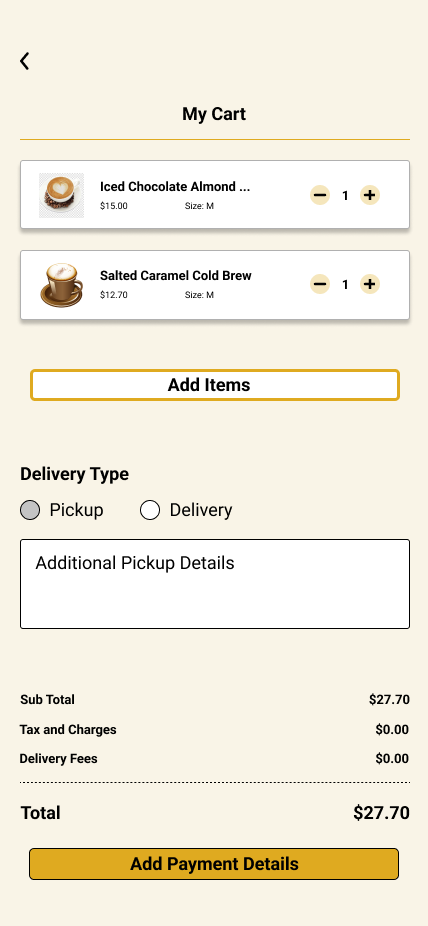 My Cart
Iced Chocolate Almond ...
$15.00 Size: M
1
Salted Caramel Cold Brew
$12.70 Size: M
1
Add Items
Delivery Type
Pickup Delivery
Additional Pickup Details
Sub Total $27.70
Tax and Charges $0.00
Delivery Fees $0.00
Total $27.70
Add Payment Details